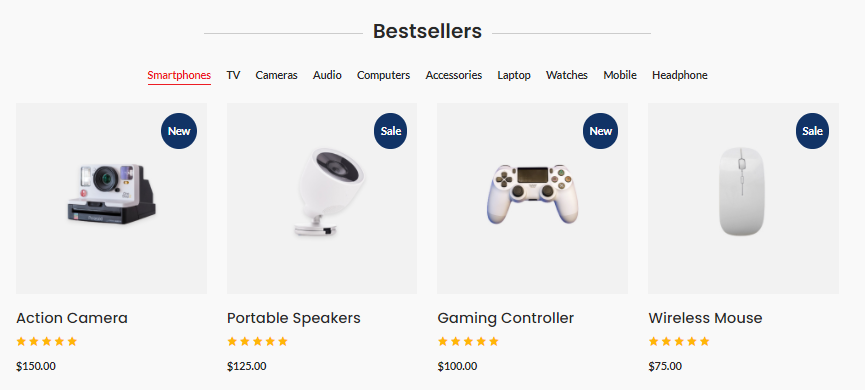 Bestsellers
Smartphones TV Cameras Audio Computers Accessories Laptop Watches Mobile Headphone
New Sale New Sale
Action Camera Portable Speakers Gaming Controller Wireless Mouse
$150.00 $125.00 $100.00 $75.00